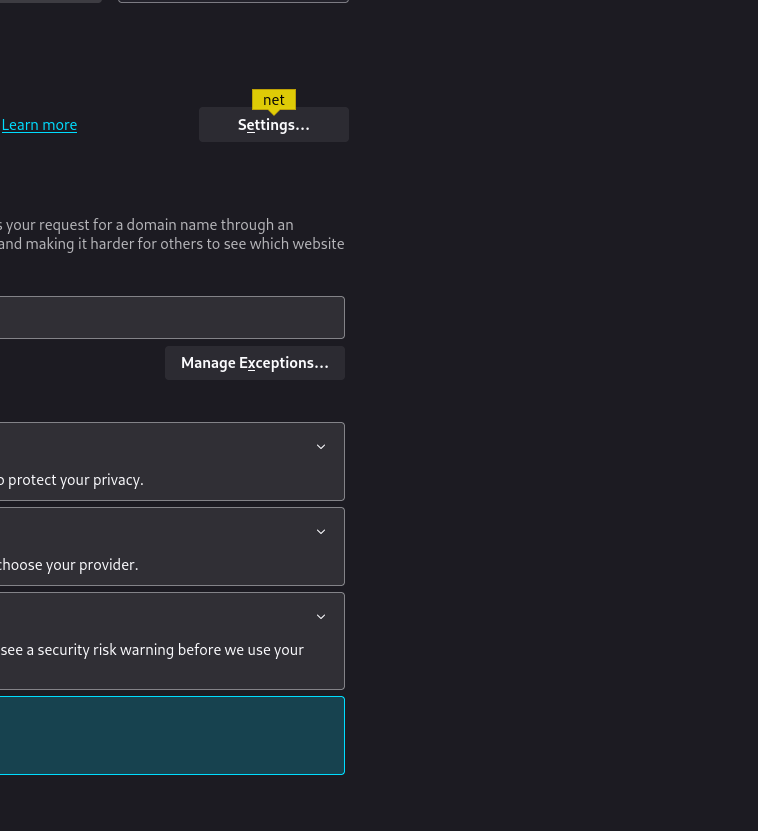 net
Learn more
Settings…
s your request for a domain name through an
and making it harder for others to see which website
Manage Exceptions…
o protect your privacy.
choose your provider.
see a security risk warning before we use your